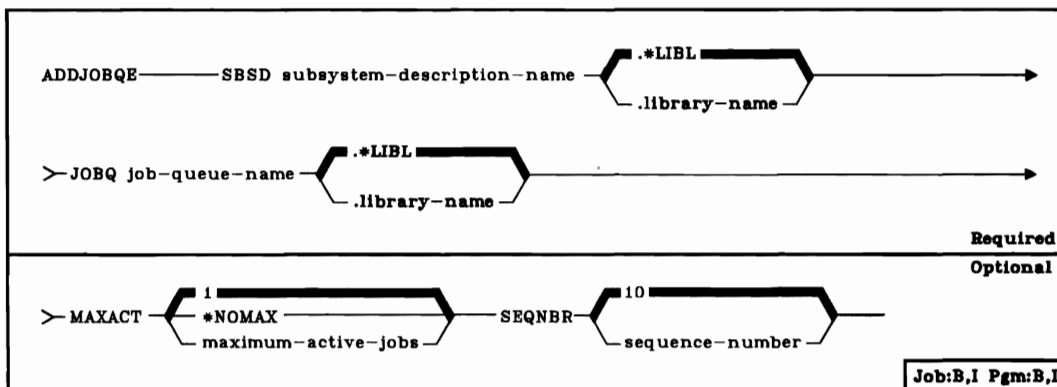 .*LIBL
ADDJOBQE SBSD subsystem-description-name
.library-name
.*LIBL
JOBQ job-queue-name
.library-name
Required
Optional
1 10
MAXACT *NOMAX SEQNBR
maximum-active-jobs sequence-number
Job:B,I Pgm:B,I